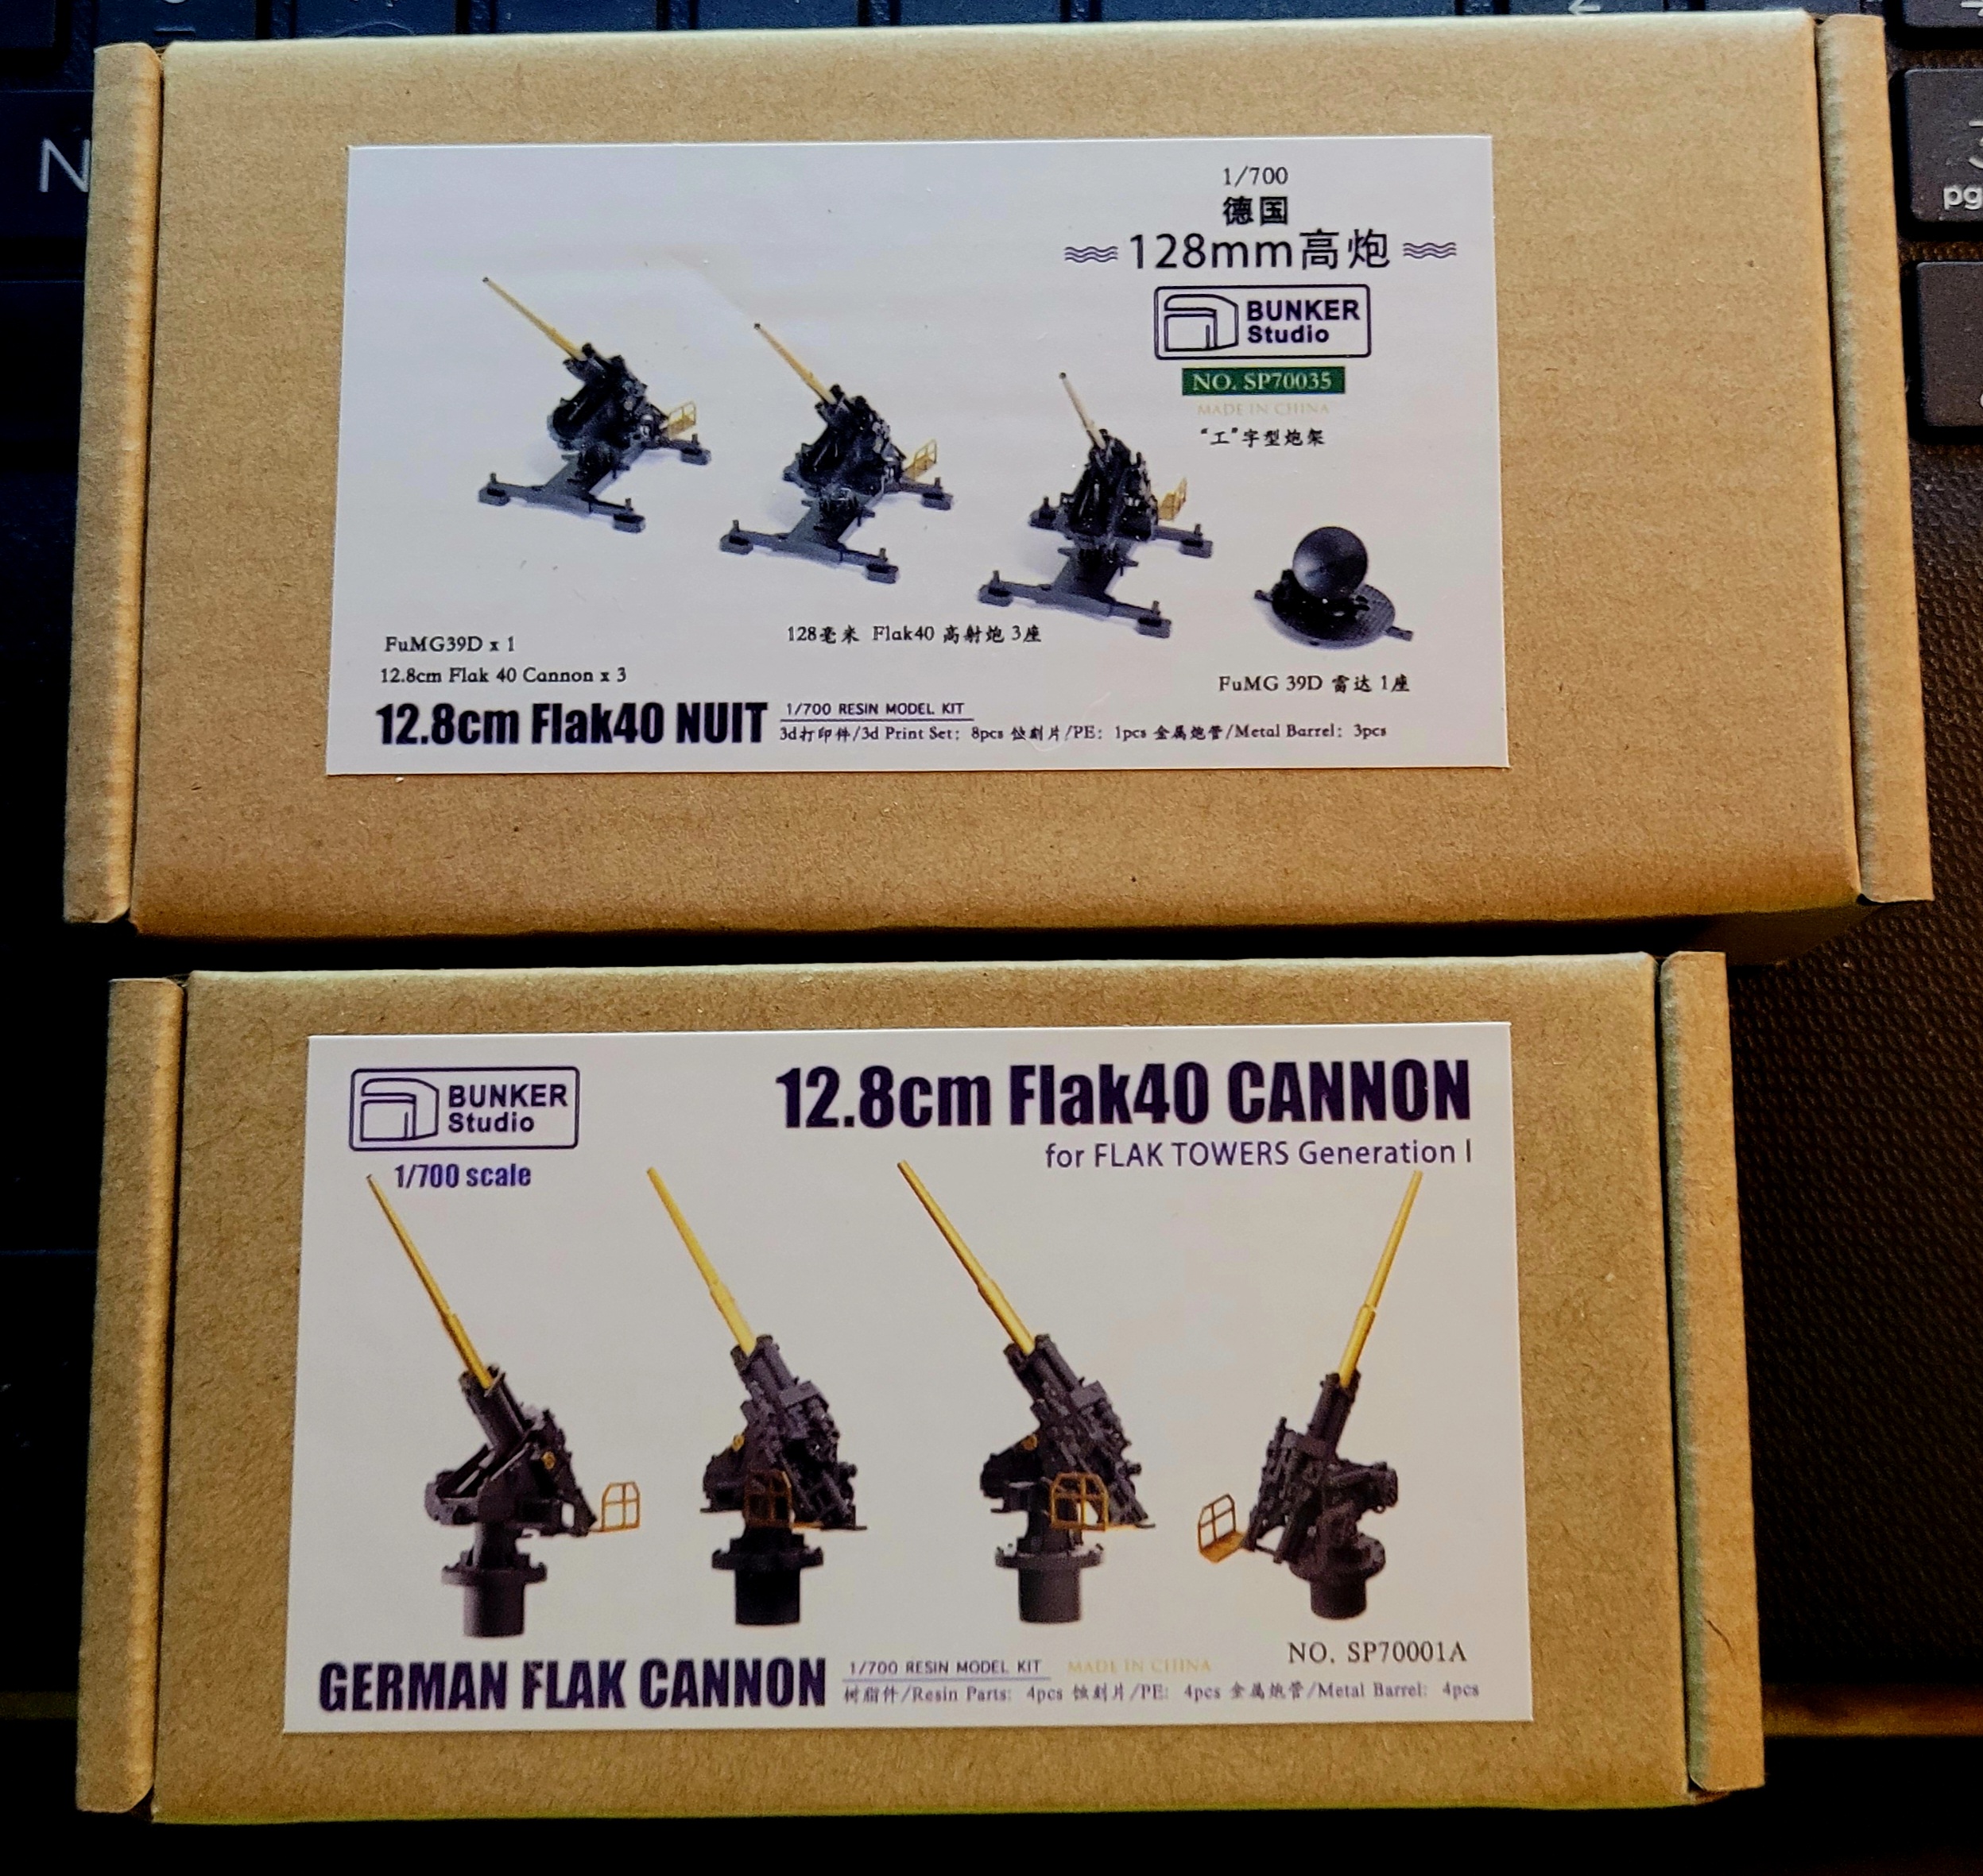 N
pg
1/700
德国
128mm高炮
BUNKER
Studio
NO. SP70035
MADE IN CHINA
“工”字型炮架
128毫米 Flak40 高射炮 3座
FuMG39D x 1
12.8cm Flak 40 Cannon x 3
FuMG 39D 雷达 1座
12.8cm Flak40 NUIT
1/700 RESIN MODEL KIT
3d打印件/3d Print Set: 8pcs 蚀刻片/PE: 1pcs 金属炮管/Metal Barrel: 3pcs
BUNKER
Studio
1/700 scale
12.8cm Flak40 CANNON
for FLAK TOWERS Generation I
NO. SP70001A
GERMAN FLAK CANNON
1/700 RESIN MODEL KIT MADE IN CHINA
树脂件/Resin Parts: 4pcs 蚀刻片/PE: 4pcs 金属炮管/Metal Barrel: 4pcs